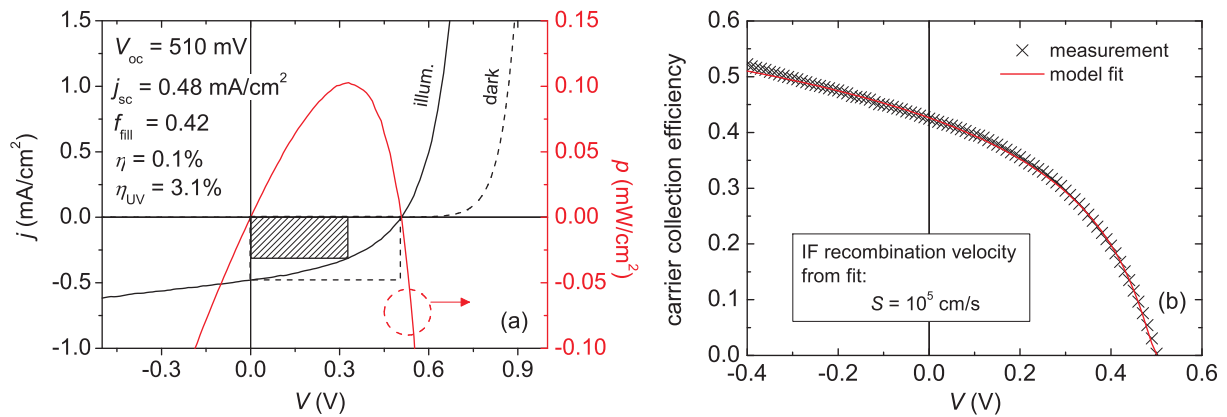 V_oc = 510 mV
j_sc = 0.48 mA/cm²
f_fill = 0.42
η = 0.1%
η_UV = 3.1%
illum.
dark
(a)
1.5
1.0
0.5
0.0
-0.5
-1.0
j (mA/cm²)
0.15
0.10
0.05
0.00
-0.05
-0.10
p (mW/cm²)
-0.3
0.0
0.3
0.6
0.9
V (V)
measurement
model fit
IF recombination velocity
from fit:
S = 10⁵ cm/s
(b)
0.6
0.5
0.4
0.3
0.2
0.1
0.0
carrier collection efficiency
-0.4
-0.2
0.0
0.2
0.4
0.6
V (V)